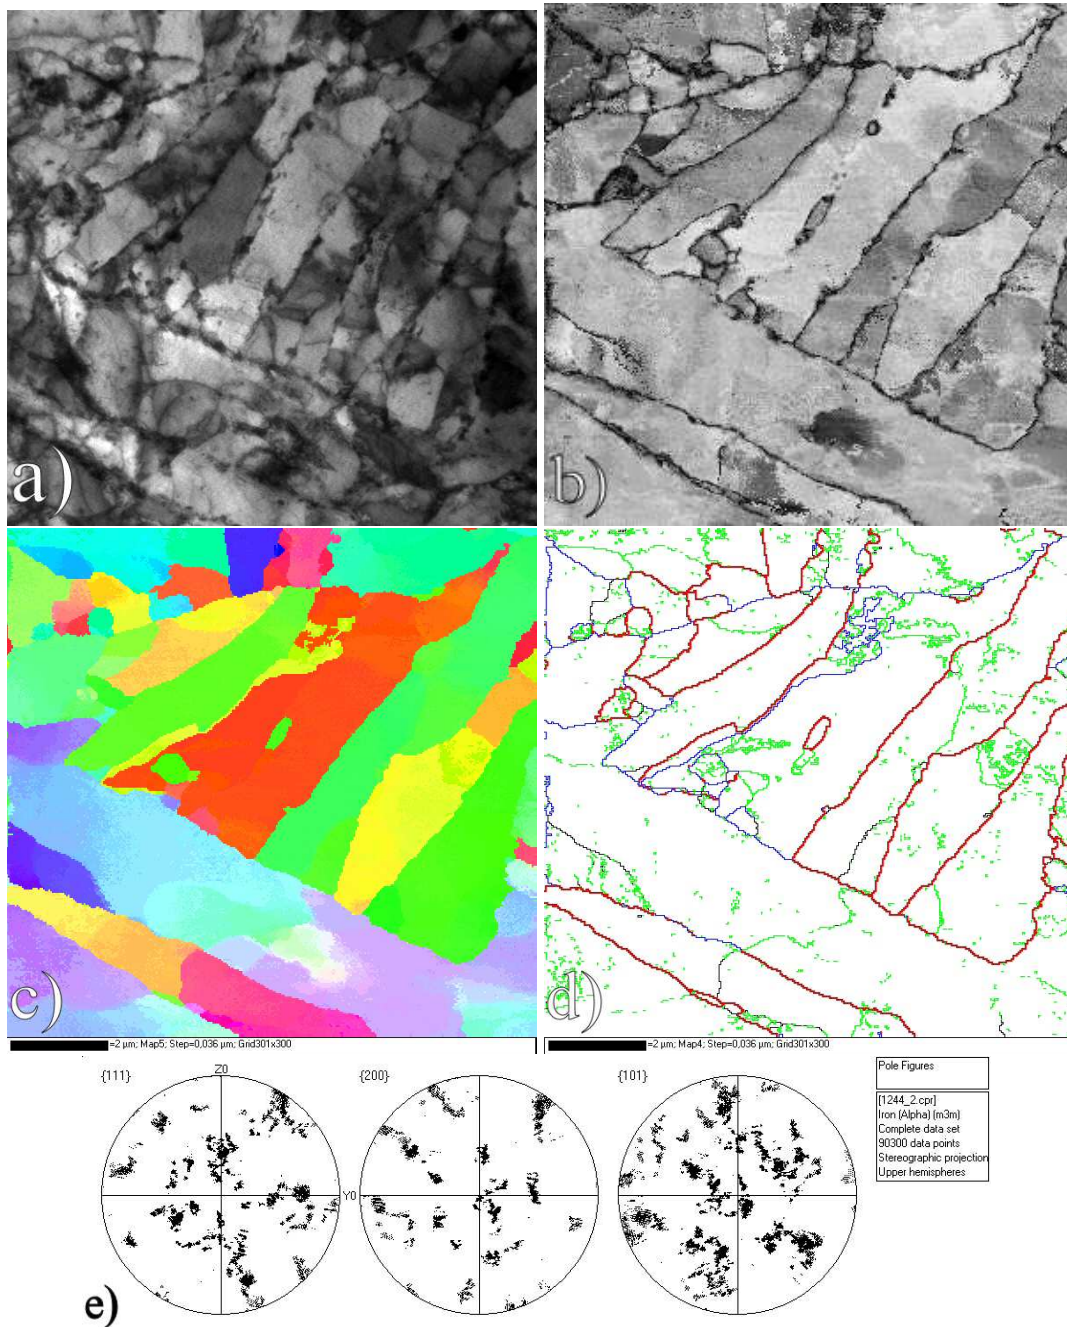 a)
b)
c)
d)
=2 µm; Map5; Step=0,036 µm; Grid301x300
=2 µm; Map4; Step=0,036 µm; Grid301x300
{111}
Z0
{200}
{101}
Y0
Pole Figures
[1244_2.cpr]
Iron (Alpha) (m3m)
Complete data set
90300 data points
Stereographic projection
Upper hemispheres
e)